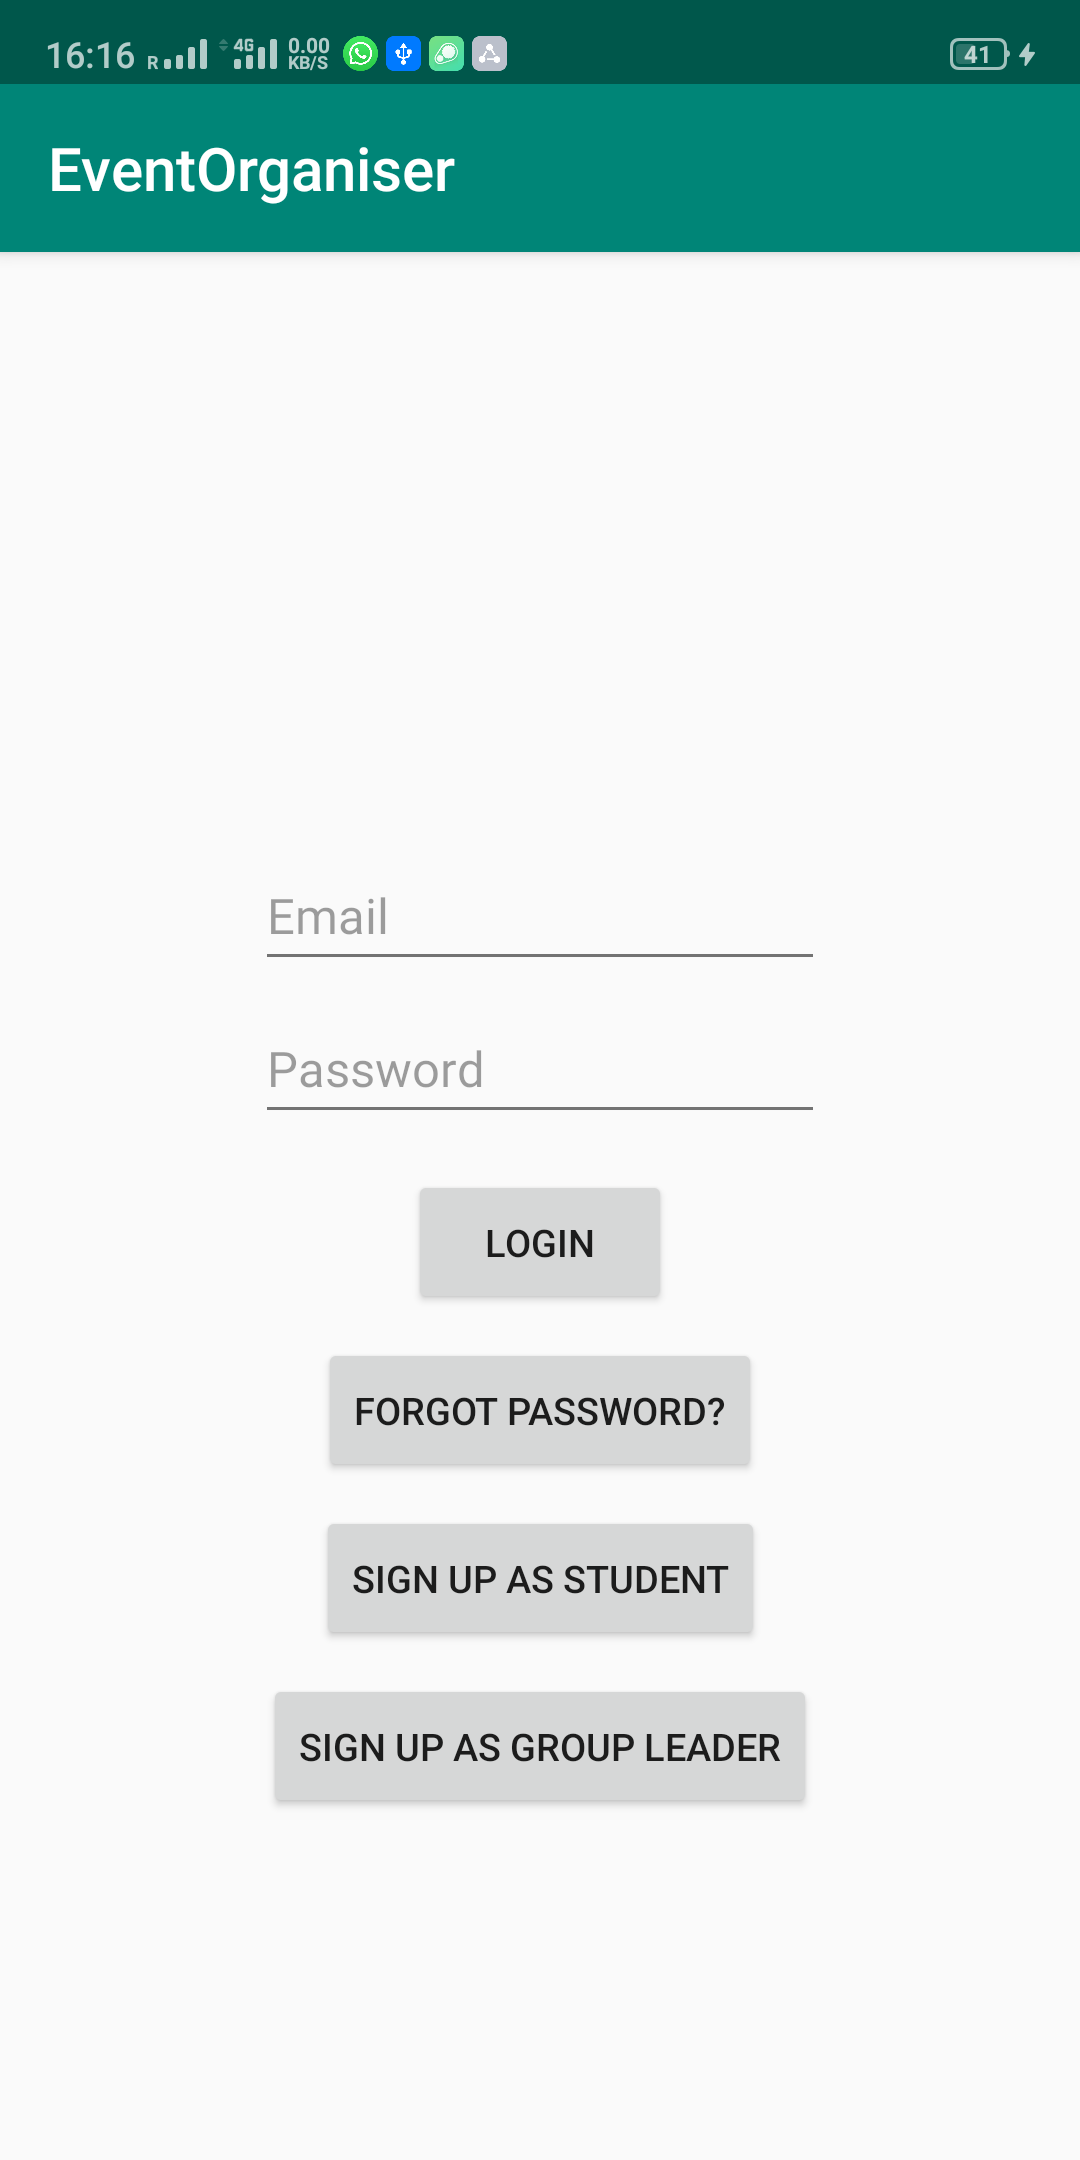 16:16 R 4G 0.00 KB/S 41
EventOrganiser
Email
Password
LOGIN
FORGOT PASSWORD?
SIGN UP AS STUDENT
SIGN UP AS GROUP LEADER